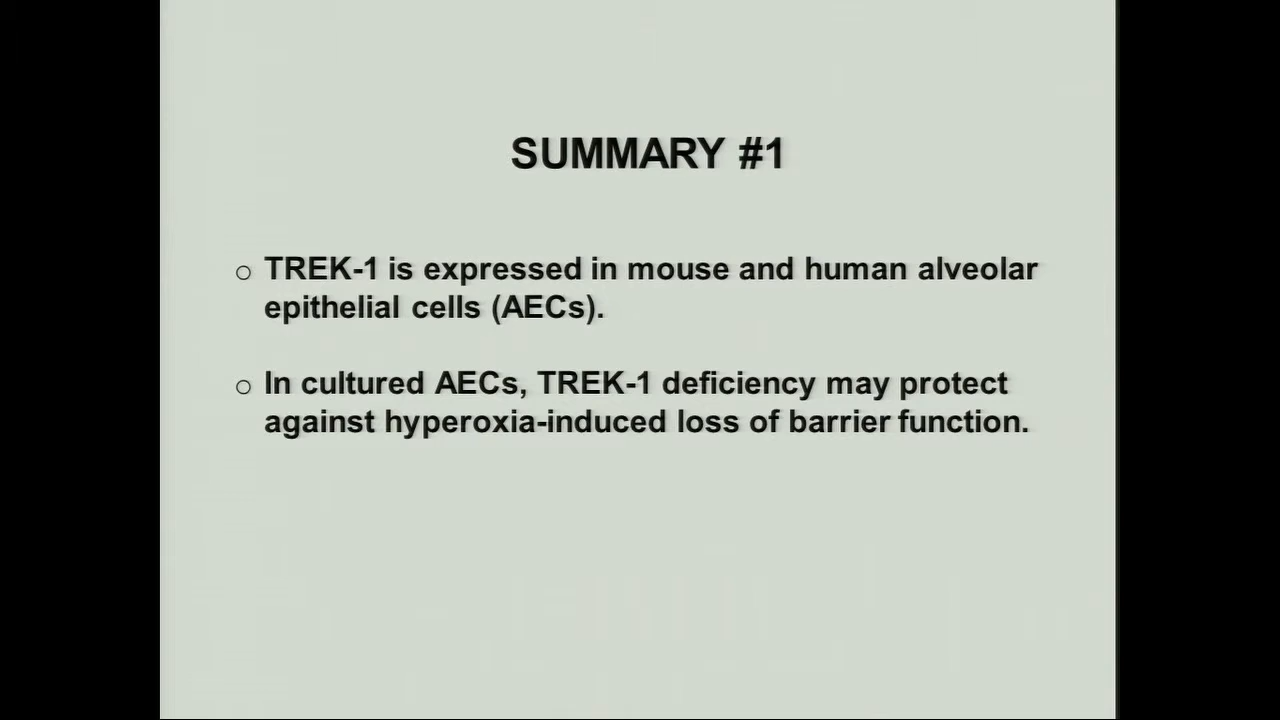 SUMMARY #1
○ TREK-1 is expressed in mouse and human alveolar
epithelial cells (AECs).
○ In cultured AECs, TREK-1 deficiency may protect
against hyperoxia-induced loss of barrier function.